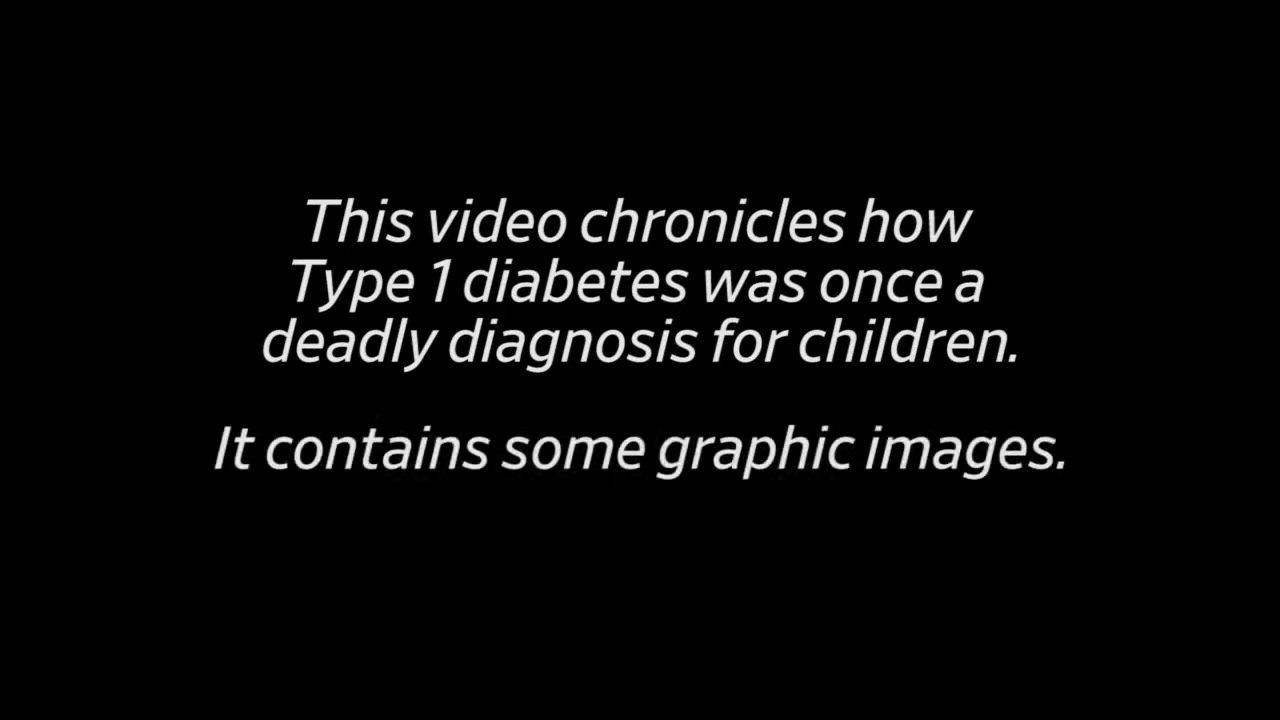 This video chronicles how
Type 1 diabetes was once a
deadly diagnosis for children.
It contains some graphic images.